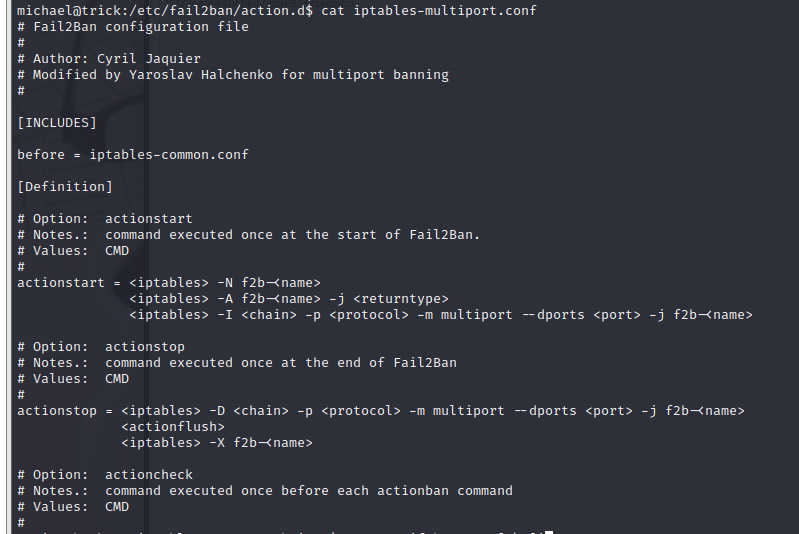 michael@trick:/etc/fail2ban/action.d$ cat iptables-multiport.conf
# Fail2Ban configuration file
#
# Author: Cyril Jaquier
# Modified by Yaroslav Halchenko for multiport banning
#
[INCLUDES]
before = iptables-common.conf
[Definition]
# Option:  actionstart
# Notes.:  command executed once at the start of Fail2Ban.
# Values:  CMD
#
actionstart = <iptables> -N f2b-<name>
              <iptables> -A f2b-<name> -j <returntype>
              <iptables> -I <chain> -p <protocol> -m multiport --dports <port> -j f2b-<name>
# Option:  actionstop
# Notes.:  command executed once at the end of Fail2Ban
# Values:  CMD
#
actionstop = <iptables> -D <chain> -p <protocol> -m multiport --dports <port> -j f2b-<name>
             <actionflush>
             <iptables> -X f2b-<name>
# Option:  actioncheck
# Notes.:  command executed once before each actionban command
# Values:  CMD
#